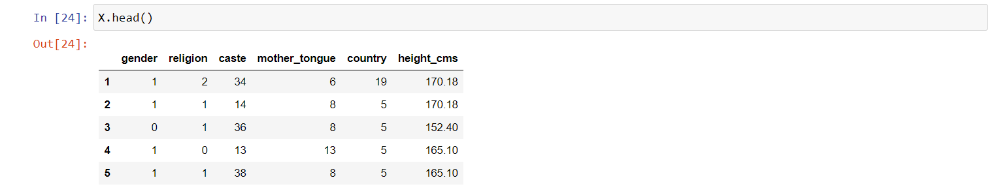 In [24]: X.head()
Out[24]:
gender religion caste mother_tongue country height_cms
1 1 2 34 6 19 170.18
2 1 1 14 8 5 170.18
3 0 1 36 8 5 152.40
4 1 0 13 13 5 165.10
5 1 1 38 8 5 165.10